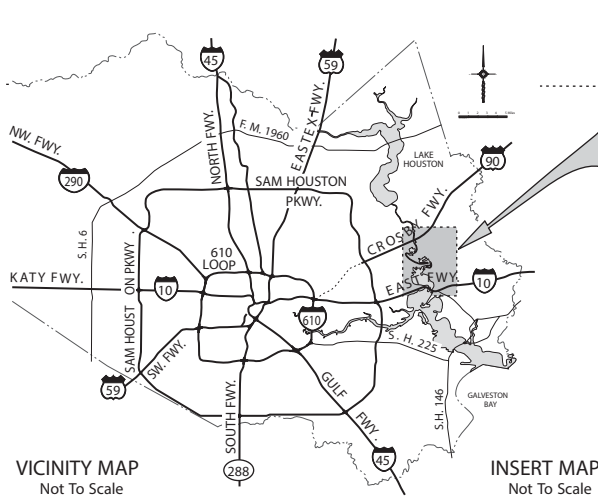 45
59
NORTH FWY.
EASTEX FWY.
F. M. 1960
NW. FWY.
LAKE
HOUSTON
90
290
SAM HOUSTON
PKWY.
CROSBY FWY.
S.H.6
610
LOOP
KATY FWY.
10
EAST FWY.
10
SAM HOUST ON PKWY.
610
S. H. 225
59
SW. FWY.
GULF FWY.
S.H. 146
GALVESTON
BAY
SOUTH FWY.
288
45
VICINITY MAP
Not To Scale
INSERT MAP
Not To Scale